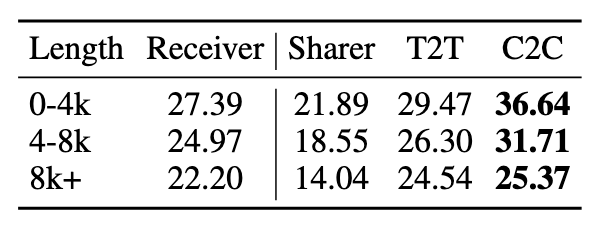 Length Receiver Sharer T2T C2C
0-4k 27.39 21.89 29.47 36.64
4-8k 24.97 18.55 26.30 31.71
8k+ 22.20 14.04 24.54 25.37